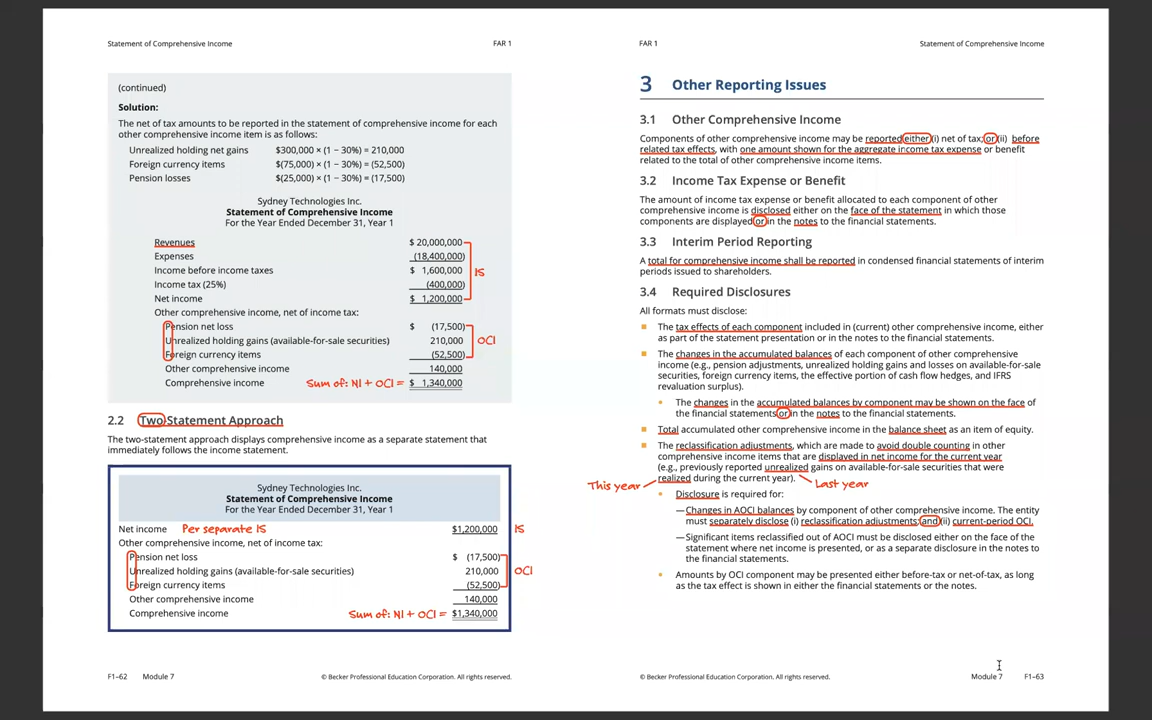 Statement of Comprehensive Income FAR 1
(continued)
Solution:
The net of tax amounts to be reported in the statement of comprehensive income for each
other comprehensive income item is as follows:
Unrealized holding net gains $300,000 × (1 − 30%) = 210,000
Foreign currency items $(75,000) × (1 − 30%) = (52,500)
Pension losses $(25,000) × (1 − 30%) = (17,500)
Sydney Technologies Inc.
Statement of Comprehensive Income
For the Year Ended December 31, Year 1
Revenues $ 20,000,000
Expenses (18,400,000)
Income before income taxes $ 1,600,000 IS
Income tax (25%) (400,000)
Net income $ 1,200,000
Other comprehensive income, net of income tax:
Pension net loss $ (17,500)
Unrealized holding gains (available-for-sale securities) 210,000 OCI
Foreign currency items (52,500)
Other comprehensive income 140,000
Comprehensive income Sum of: NI + OCI = $ 1,340,000
2.2 Two-Statement Approach
The two-statement approach displays comprehensive income as a separate statement that
immediately follows the income statement.
Sydney Technologies Inc.
Statement of Comprehensive Income
For the Year Ended December 31, Year 1
Net income Per separate IS $1,200,000 IS
Other comprehensive income, net of income tax:
Pension net loss $ (17,500)
Unrealized holding gains (available-for-sale securities) 210,000 OCI
Foreign currency items (52,500)
Other comprehensive income 140,000
Comprehensive income Sum of: NI + OCI = $1,340,000
F1–62 Module 7 © Becker Professional Education Corporation. All rights reserved.
FAR 1 Statement of Comprehensive Income
3 Other Reporting Issues
3.1 Other Comprehensive Income
Components of other comprehensive income may be reported either (i) net of tax; or (ii) before
related tax effects, with one amount shown for the aggregate income tax expense or benefit
related to the total of other comprehensive income items.
3.2 Income Tax Expense or Benefit
The amount of income tax expense or benefit allocated to each component of other
comprehensive income is disclosed either on the face of the statement in which those
components are displayed or in the notes to the financial statements.
3.3 Interim Period Reporting
A total for comprehensive income shall be reported in condensed financial statements of interim
periods issued to shareholders.
3.4 Required Disclosures
All formats must disclose:
The tax effects of each component included in (current) other comprehensive income, either
as part of the statement presentation or in the notes to the financial statements.
The changes in the accumulated balances of each component of other comprehensive
income (e.g., pension adjustments, unrealized holding gains and losses on available-for-sale
securities, foreign currency items, the effective portion of cash flow hedges, and IFRS
revaluation surplus).
The changes in the accumulated balances by component may be shown on the face of
the financial statements or in the notes to the financial statements.
Total accumulated other comprehensive income in the balance sheet as an item of equity.
The reclassification adjustments, which are made to avoid double counting in other
comprehensive income items that are displayed in net income for the current year
(e.g., previously reported unrealized gains on available-for-sale securities that were
realized during the current year).
This year Last year
Disclosure is required for:
—Changes in AOCI balances by component of other comprehensive income. The entity
must separately disclose (i) reclassification adjustments; and (ii) current-period OCI.
—Significant items reclassified out of AOCI must be disclosed either on the face of the
statement where net income is presented, or as a separate disclosure in the notes to
the financial statements.
Amounts by OCI component may be presented either before-tax or net-of-tax, as long
as the tax effect is shown in either the financial statements or the notes.
© Becker Professional Education Corporation. All rights reserved. Module 7 F1–63